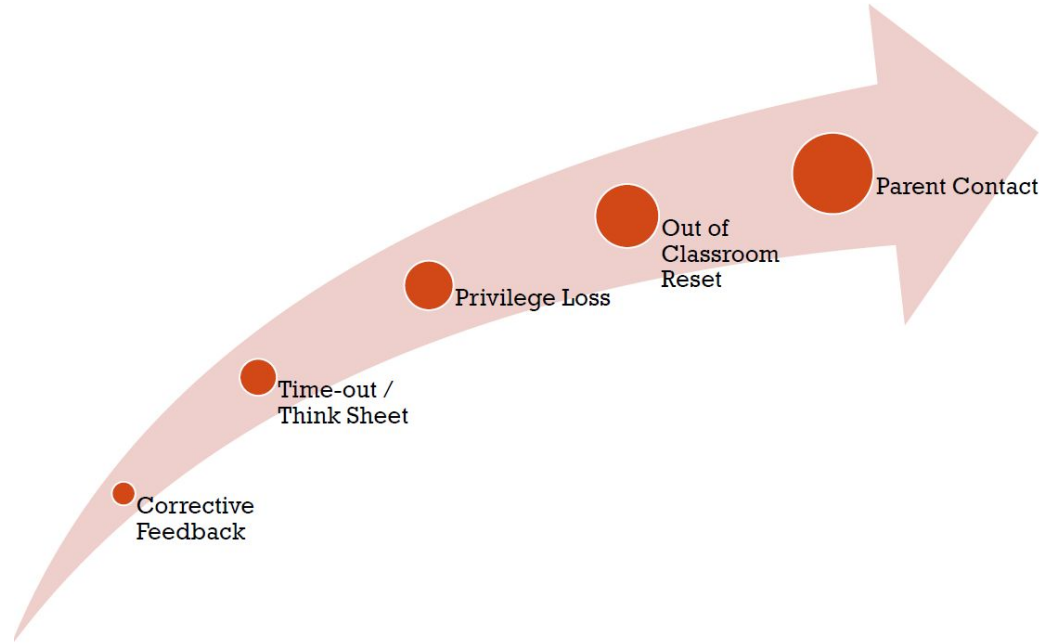 Corrective
Feedback
Time-out /
Think Sheet
Privilege Loss
Out of
Classroom
Reset
Parent Contact